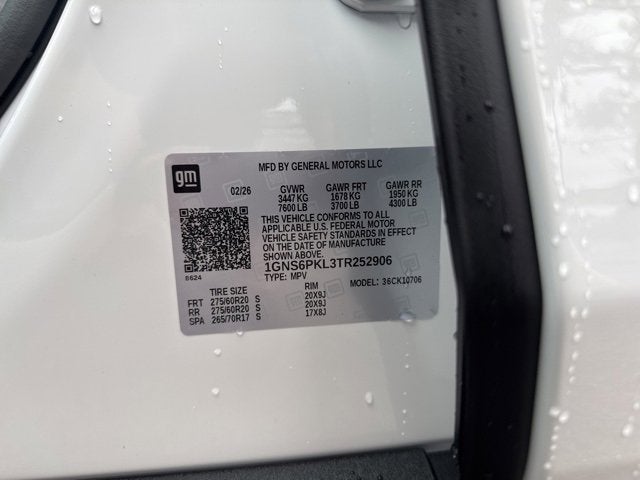 gm
MFD BY GENERAL MOTORS LLC
02/26 GVWR GAWR FRT GAWR RR
3447 KG 1678 KG 1950 KG
7600 LB 3700 LB 4300 LB
THIS VEHICLE CONFORMS TO ALL
APPLICABLE U.S. FEDERAL MOTOR
VEHICLE SAFETY STANDARDS IN EFFECT
ON THE DATE OF MANUFACTURE
SHOWN ABOVE.
1GNS6PKL3TR252906
6624 TYPE: MPV MODEL: 36CK10706
TIRE SIZE RIM
FRT 275/60R20 S 20X9J
RR 275/60R20 S 20X9J
SPA 265/70R17 S 17X8J